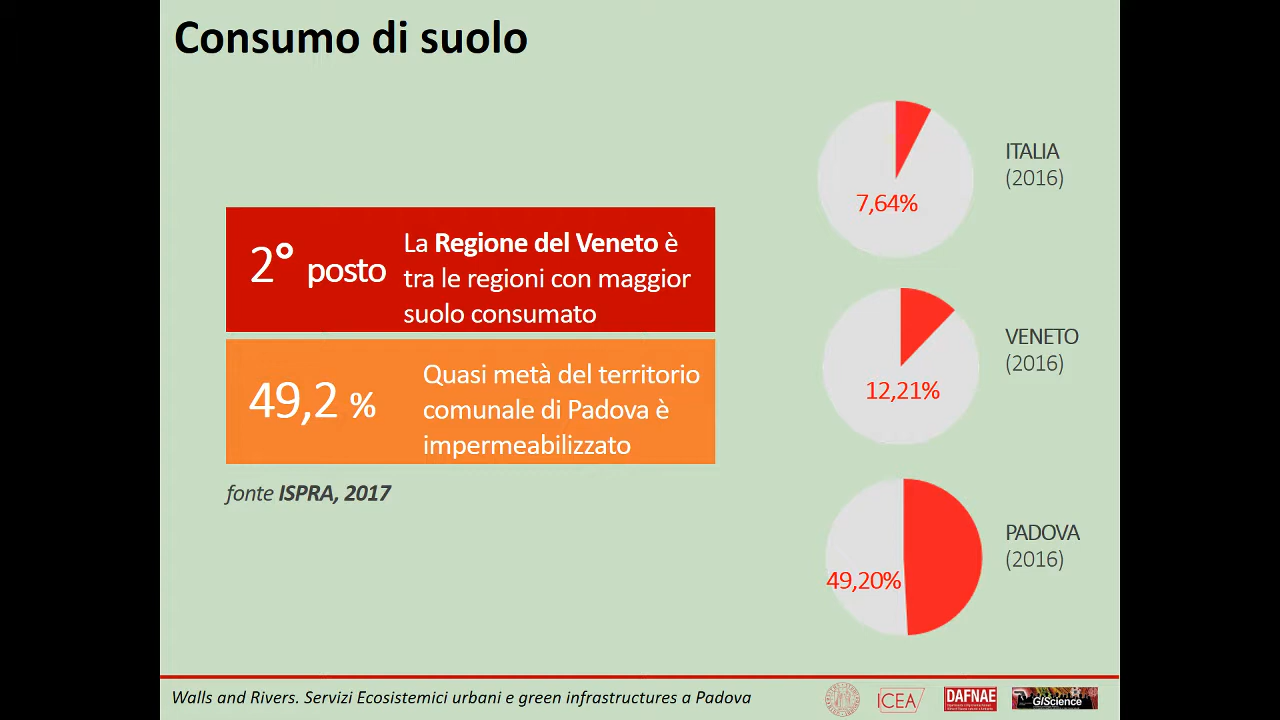 Consumo di suolo
2° posto
La Regione del Veneto è
tra le regioni con maggior
suolo consumato
49,2 %
Quasi metà del territorio
comunale di Padova è
impermeabilizzato
fonte ISPRA, 2017
7,64%
ITALIA
(2016)
12,21%
VENETO
(2016)
49,20%
PADOVA
(2016)
Walls and Rivers. Servizi Ecosistemici urbani e green infrastructures a Padova
ICEA
DAFNAE
GIScience